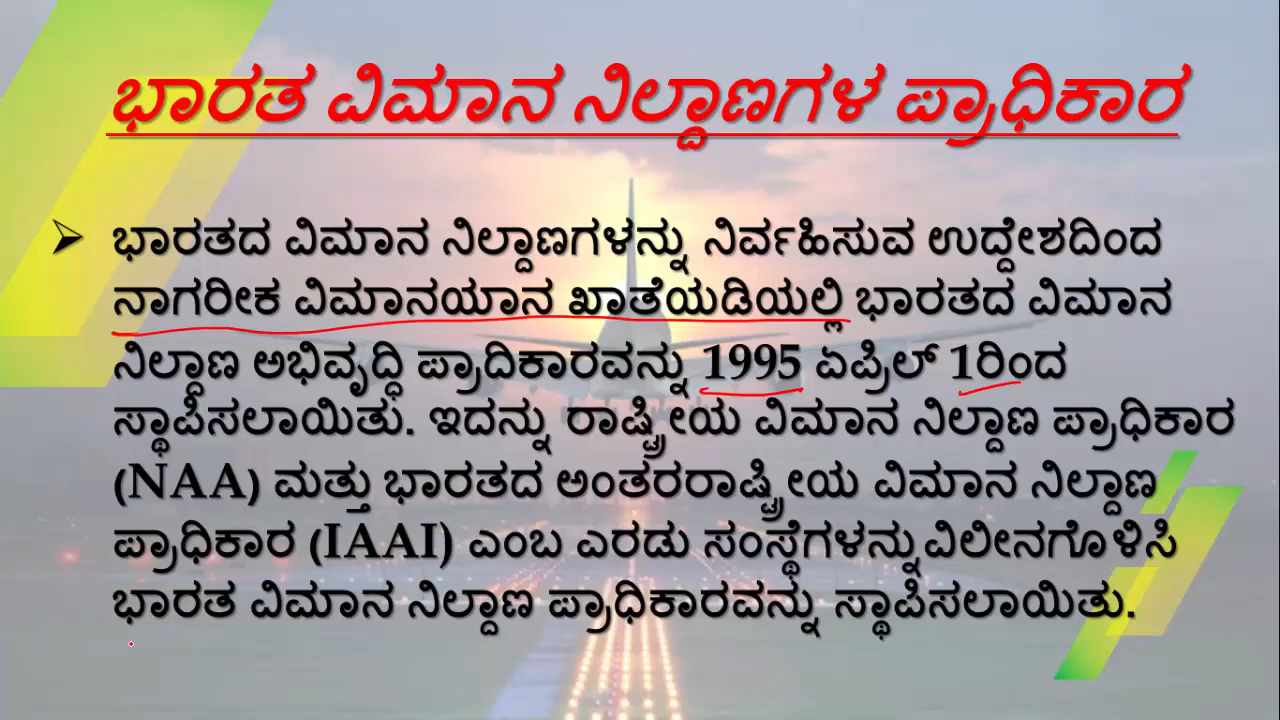 ಭಾರತ ವಿಮಾನ ನಿಲ್ದಾಣಗಳ ಪ್ರಾಧಿಕಾರ
ಭಾರತದ ವಿಮಾನ ನಿಲ್ದಾಣಗಳನ್ನು ನಿರ್ವಹಿಸುವ ಉದ್ದೇಶದಿಂದ
ನಾಗರೀಕ ವಿಮಾನಯಾನ ಖಾತೆಯಡಿಯಲ್ಲಿ ಭಾರತದ ವಿಮಾನ
ನಿಲ್ದಾಣ ಅಭಿವೃದ್ಧಿ ಪ್ರಾದಿಕಾರವನ್ನು 1995 ಏಪ್ರಿಲ್ 1ರಿಂದ
ಸ್ಥಾಪಿಸಲಾಯಿತು. ಇದನ್ನು ರಾಷ್ಟ್ರೀಯ ವಿಮಾನ ನಿಲ್ದಾಣ ಪ್ರಾಧಿಕಾರ
(NAA) ಮತ್ತು ಭಾರತದ ಅಂತರರಾಷ್ಟ್ರೀಯ ವಿಮಾನ ನಿಲ್ದಾಣ
ಪ್ರಾಧಿಕಾರ (IAAI) ಎಂಬ ಎರಡು ಸಂಸ್ಥೆಗಳನ್ನು ವಿಲೀನಗೊಳಿಸಿ
ಭಾರತ ವಿಮಾನ ನಿಲ್ದಾಣ ಪ್ರಾಧಿಕಾರವನ್ನು ಸ್ಥಾಪಿಸಲಾಯಿತು.